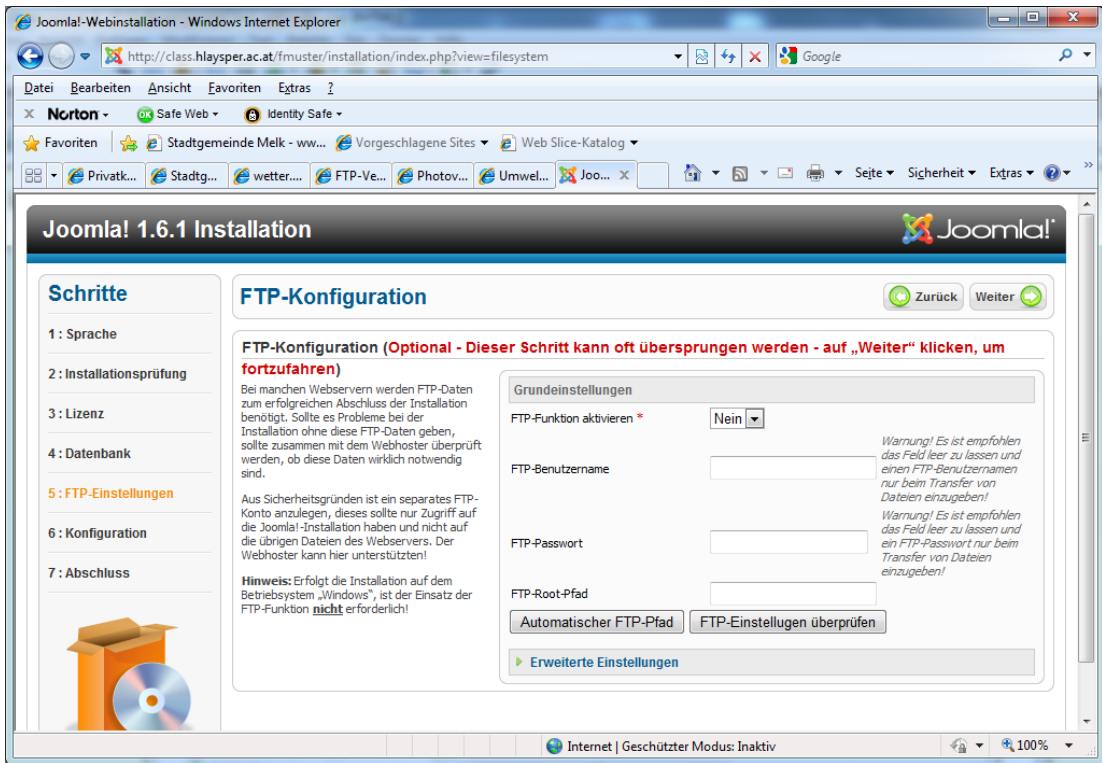 Joomla!-Webinstallation - Windows Internet Explorer
http://class.hlaysper.ac.at/fmuster/installation/index.php?view=filesystem
Google
Datei Bearbeiten Ansicht Favoriten Extras ?
x Norton - OK Safe Web Identity Safe
Favoriten Stadtgemeinde Melk - ww... Vorgeschlagene Sites Web Slice-Katalog
Privatk... Stadtg... wetter.... FTP-Ve... Photov... Umwel... Joo... x Seite Sicherheit Extras »
Joomla! 1.6.1 Installation
Joomla!
Schritte
1 : Sprache
2 : Installationsprüfung
3 : Lizenz
4 : Datenbank
5 : FTP-Einstellungen
6 : Konfiguration
7 : Abschluss
FTP-Konfiguration
Zurück Weiter
FTP-Konfiguration (Optional - Dieser Schritt kann oft übersprungen werden - auf „Weiter“ klicken, um
fortzufahren)
Bei manchen Webservern werden FTP-Daten
zum erfolgreichen Abschluss der Installation
benötigt. Sollte es Probleme bei der
Installation ohne diese FTP-Daten geben,
sollte zusammen mit dem Webhoster überprüft
werden, ob diese Daten wirklich notwendig
sind.
Aus Sicherheitsgründen ist ein separates FTP-
Konto anzulegen, dieses sollte nur Zugriff auf
die Joomla!-Installation haben und nicht auf
die übrigen Dateien des Webservers. Der
Webhoster kann hier unterstützten!
Hinweis: Erfolgt die Installation auf dem
Betriebsystem „Windows“, ist der Einsatz der
FTP-Funktion nicht erforderlich!
Grundeinstellungen
FTP-Funktion aktivieren * Nein
FTP-Benutzername
Warnung! Es ist empfohlen
das Feld leer zu lassen und
einen FTP-Benutzernamen
nur beim Transfer von
Dateien einzugeben!
FTP-Passwort
Warnung! Es ist empfohlen
das Feld leer zu lassen und
ein FTP-Passwort nur beim
Transfer von Dateien
einzugeben!
FTP-Root-Pfad
Automatischer FTP-Pfad FTP-Einstellugen überprüfen
Erweiterte Einstellungen
Internet | Geschützter Modus: Inaktiv
100%